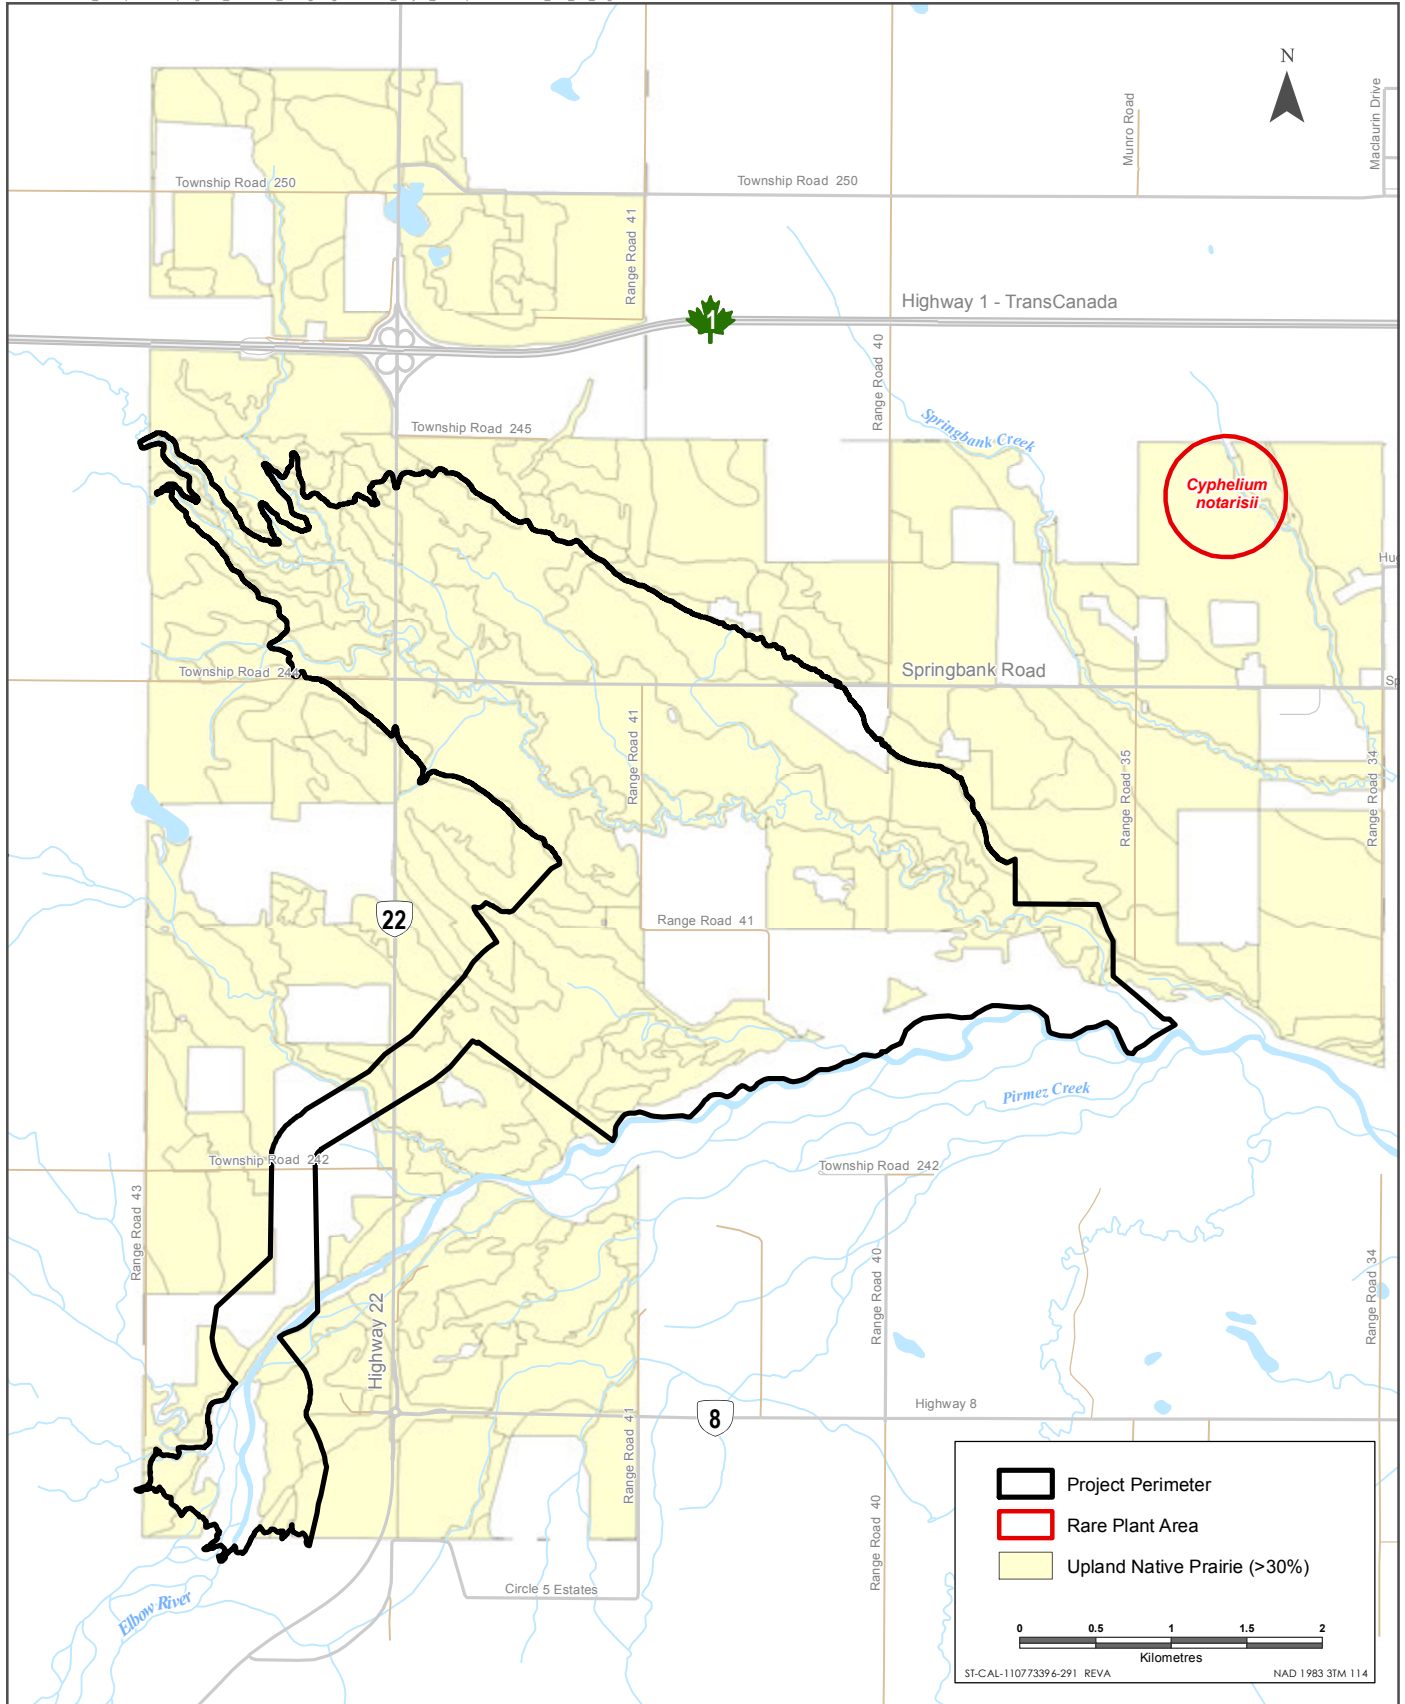 N
Munro Road
Maclaurin Drive
Township Road 250
Township Road 250
Range Road 41
Highway 1 - TransCanada
1
Range Road 40
Township Road 245
Springbank Creek
Cyphelium
notarisii
Hug
Township Road 244
Springbank Road
Sp
Range Road 41
Range Road 35
Range Road 34
22
Range Road 41
Pirmez Creek
Township Road 242
Township Road 242
Range Road 43
Range Road 40
Range Road 34
Highway 22
8
Highway 8
Range Road 41
Range Road 40
Circle 5 Estates
Elbow River
Project Perimeter
Rare Plant Area
Upland Native Prairie (>30%)
0 0.5 1 1.5 2
Kilometres
ST-CAL-110773396-291 REVA
NAD 1983 3TM 114